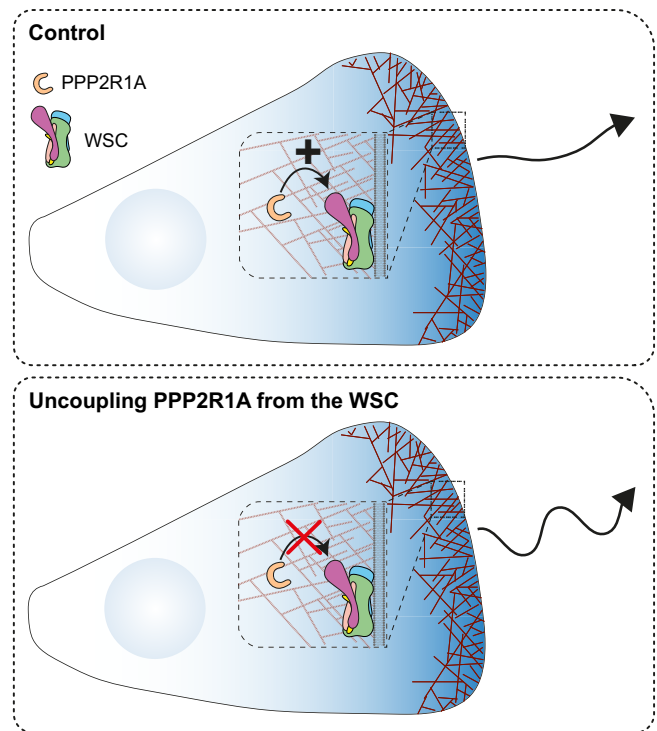 Control
PPP2R1A
WSC
+
Uncoupling PPP2R1A from the WSC